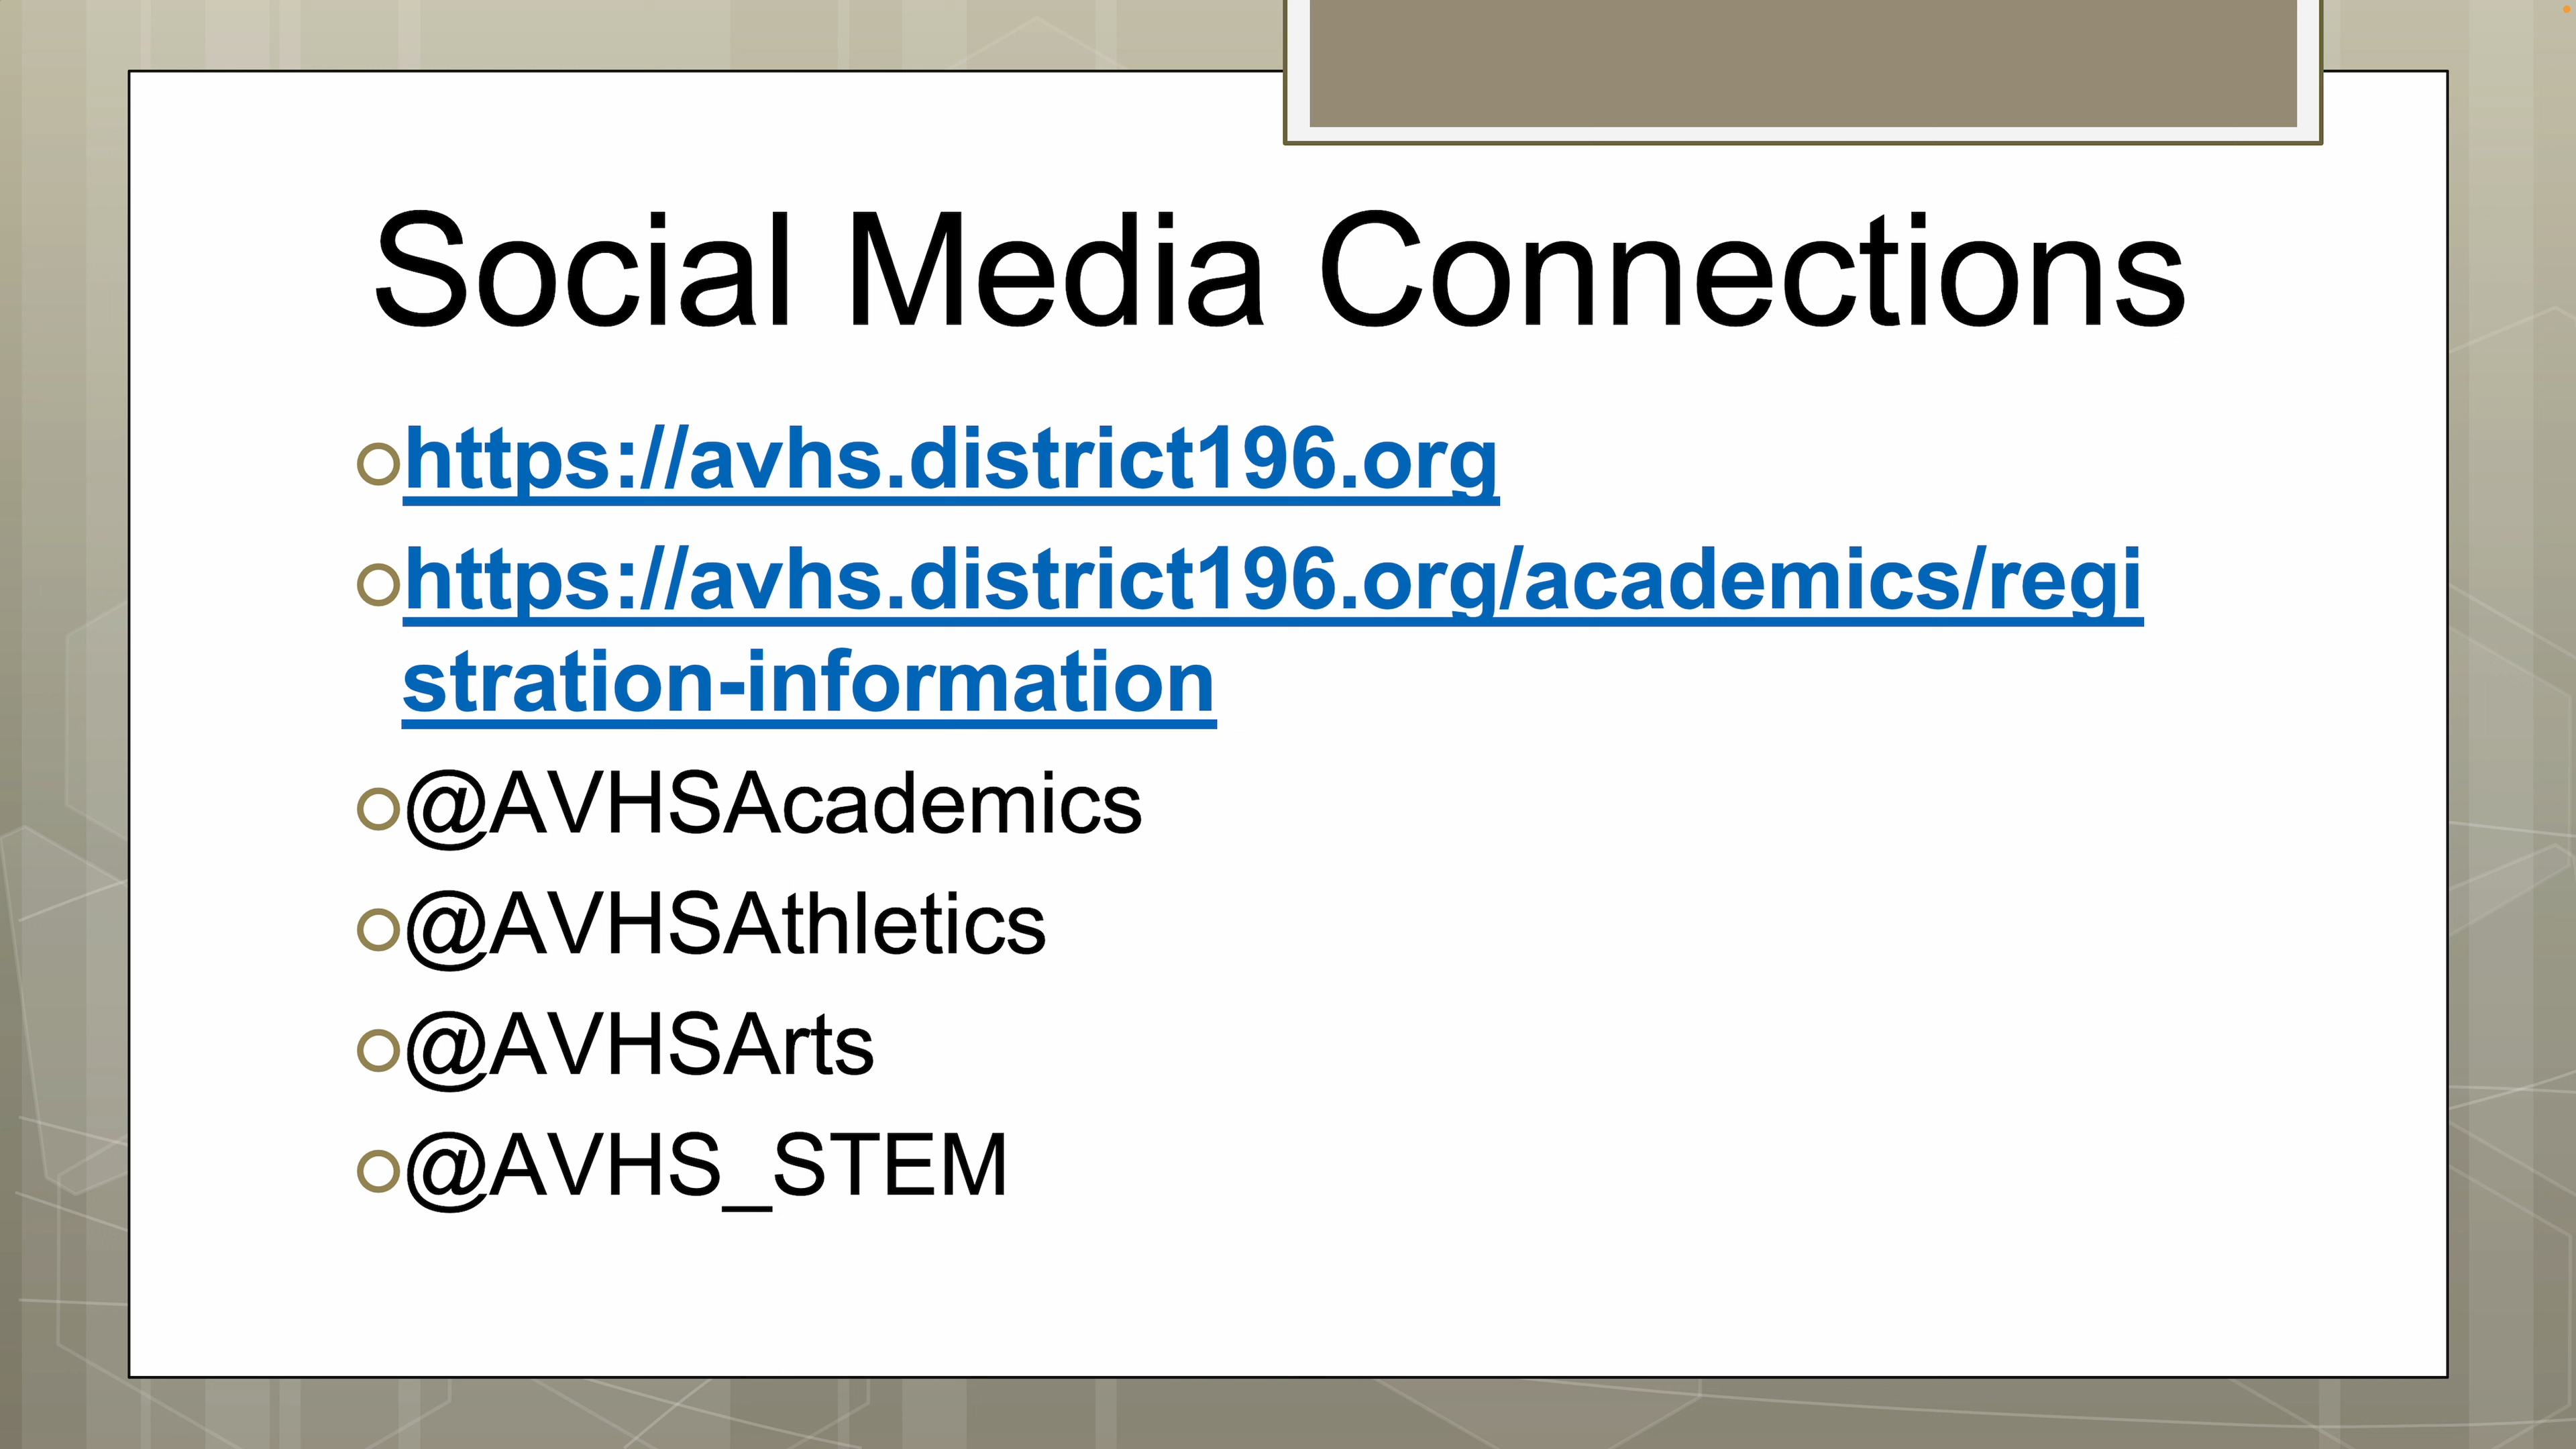 Social Media Connections
https://avhs.district196.org
https://avhs.district196.org/academics/regi
stration-information
@AVHSAcademics
@AVHSAthletics
@AVHSArts
@AVHS_STEM